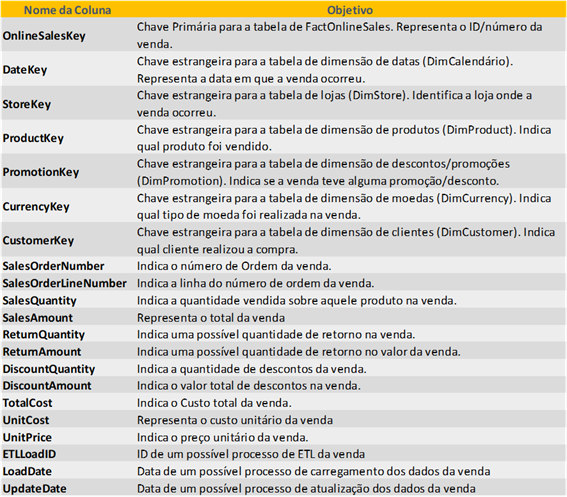 Nome da Coluna Objetivo
OnlineSalesKey Chave Primária para a tabela de FactOnlineSales. Representa o ID/número da
venda.
DateKey Chave estrangeira para a tabela de dimensão de datas (DimCalendário).
Representa a data em que a venda ocorreu.
StoreKey Chave estrangeira para a tabela de lojas (DimStore). Identifica a loja onde a
venda ocorreu.
ProductKey Chave estrangeira para a tabela de dimensão de produtos (DimProduct). Indica
qual produto foi vendido.
PromotionKey Chave estrangeira para a tabela de dimensão de descontos/promoções
(DimPromotion). Indica se a venda teve alguma promoção/desconto.
CurrencyKey Chave estrangeira para a tabela de dimensão de moedas (DimCurrency). Indica
qual tipo de moeda foi realizada na venda.
CustomerKey Chave estrangeira para a tabela de dimensão de clientes (DimCustomer). Indica
qual cliente realizou a compra.
SalesOrderNumber Indica o número de Ordem da venda.
SalesOrderLineNumber Indica a linha do número de ordem da venda.
SalesQuantity Indica a quantidade vendida sobre aquele produto na venda.
SalesAmount Representa o total da venda
ReturnQuantity Indica uma possível quantidade de retorno na venda.
ReturnAmount Indica uma possível quantidade de retorno no valor da venda.
DiscountQuantity Indica a quantidade de descontos da venda.
DiscountAmount Indica o valor total de descontos na venda.
TotalCost Indica o Custo total da venda.
UnitCost Representa o custo unitário da venda
UnitPrice Indica o preço unitário da venda.
ETLLoadID ID de um possível processo de ETL da venda
LoadDate Data de um possível processo de carregamento dos dados da venda
UpdateDate Data de um possível processo de atualização dos dados da venda